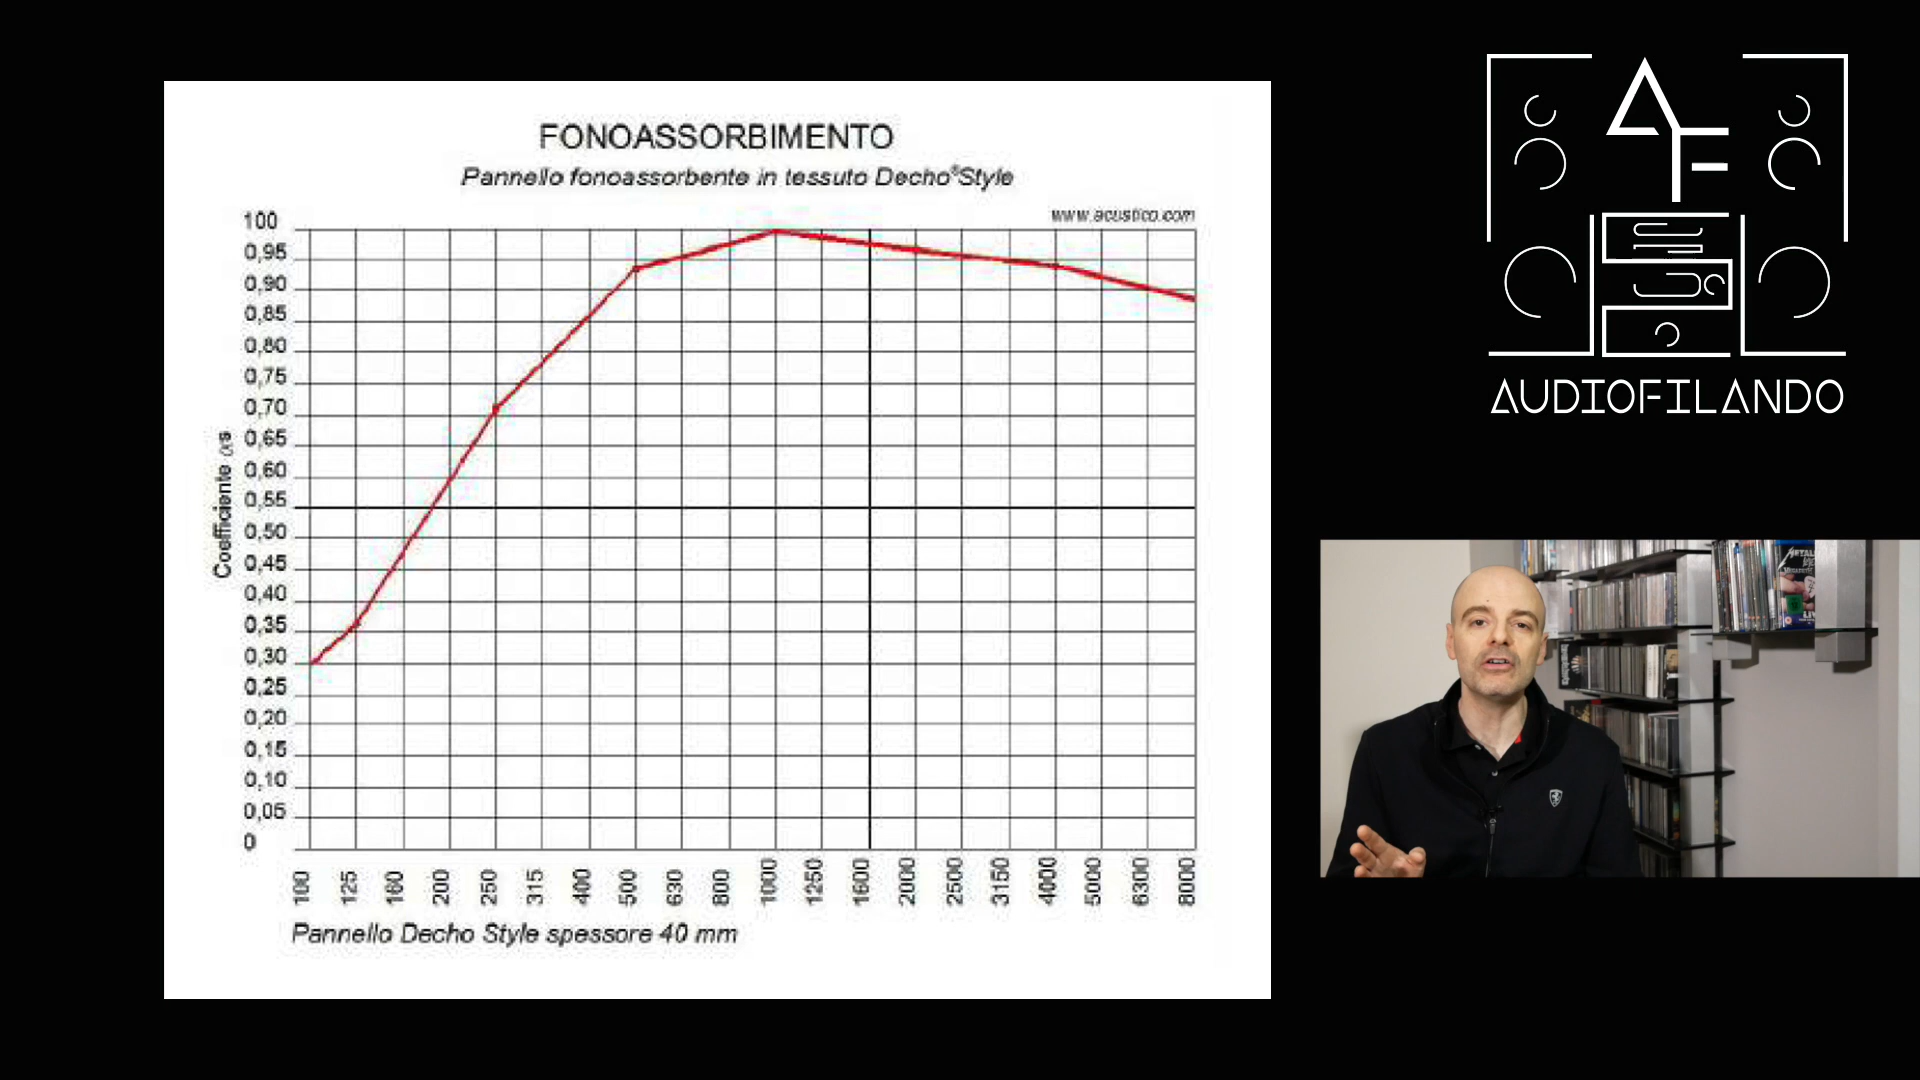 FONOASSORBIMENTO
Pannello fonoassorbente in tessuto Decho®Style
www.acustico.com
100
0,95
0,90
0,85
0,80
0,75
0,70
0,65
0,60
0,55
0,50
0,45
0,40
0,35
0,30
0,25
0,20
0,15
0,10
0,05
0
Coefficiente αs
100 125 160 200 250 315 400 500 630 800 1000 1250 1600 2000 2500 3150 4000 5000 6300 8000
Pannello Decho Style spessore 40 mm
AF
AUDIOFILANDO